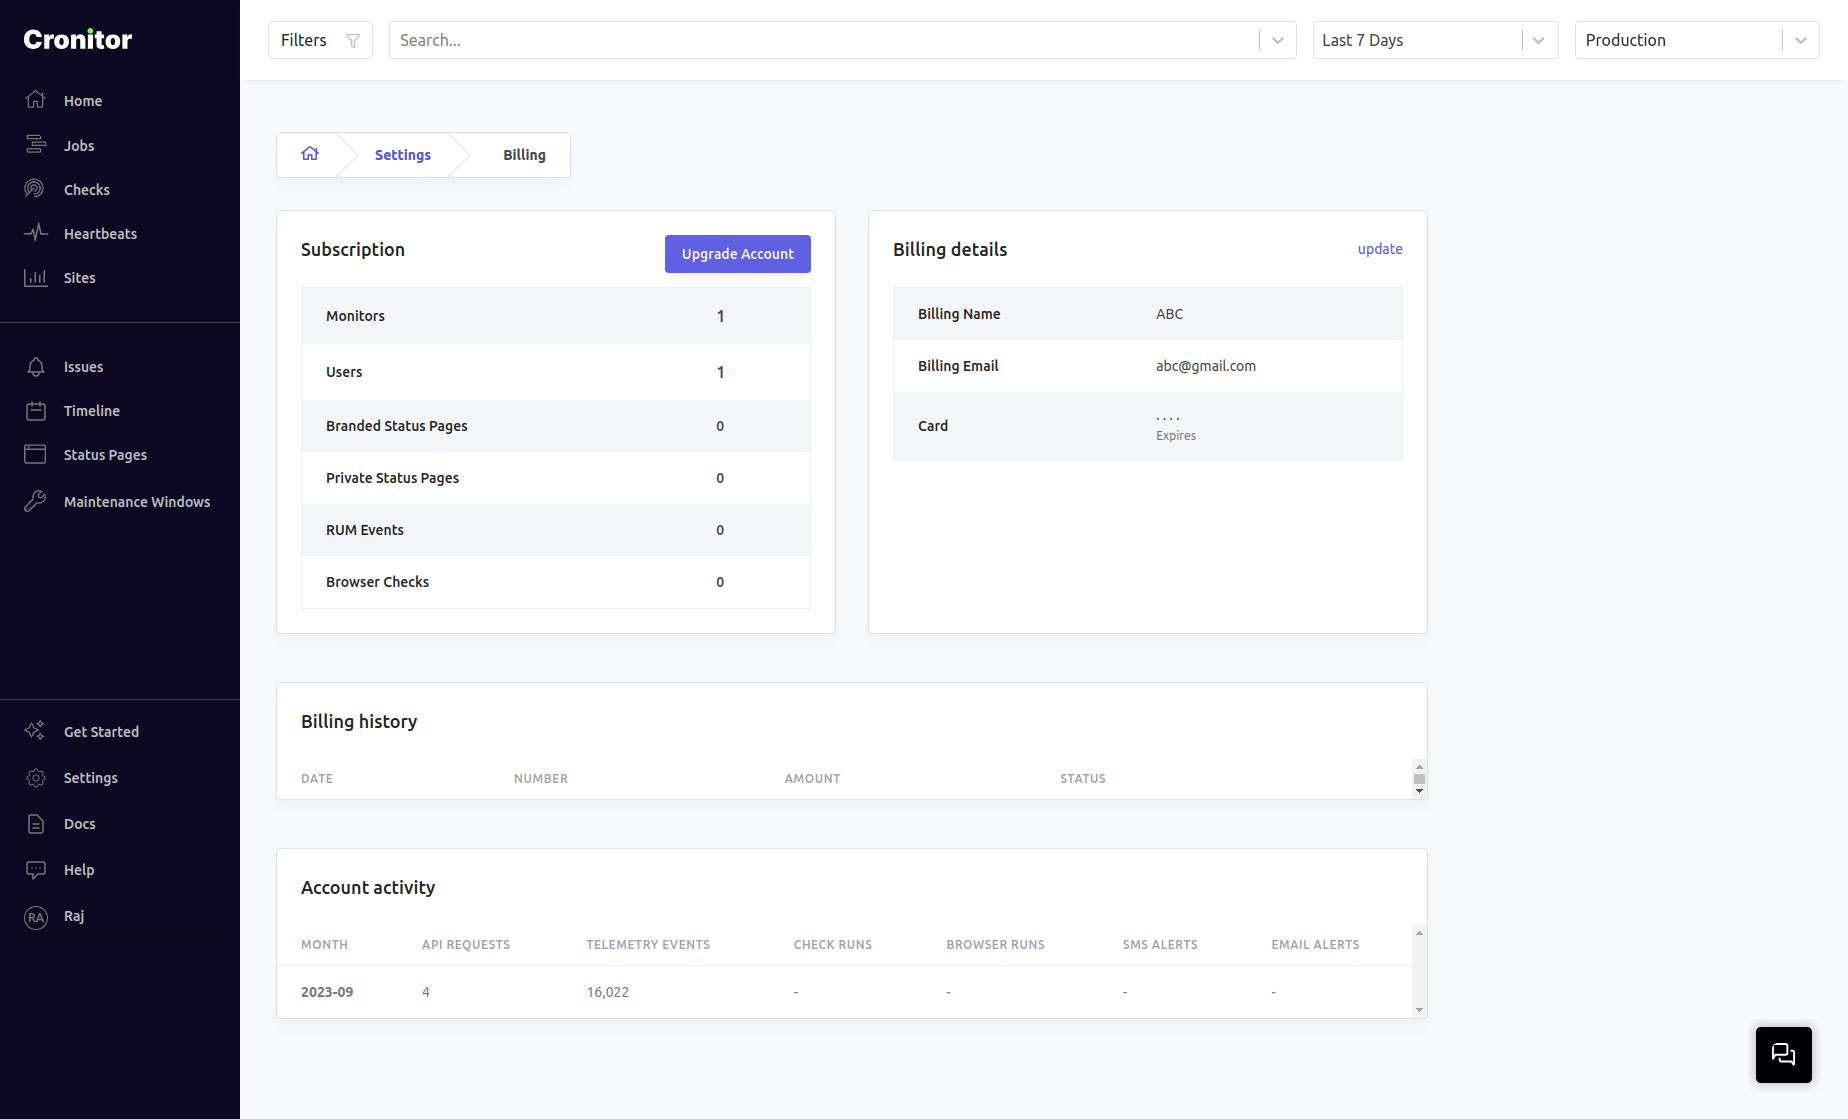 Cronitor
Home
Jobs
Checks
Heartbeats
Sites
Issues
Timeline
Status Pages
Maintenance Windows
Get Started
Settings
Docs
Help
RA Raj
Filters Search... Last 7 Days Production
Settings Billing
Subscription Upgrade Account
Monitors 1
Users 1
Branded Status Pages 0
Private Status Pages 0
RUM Events 0
Browser Checks 0
Billing details update
Billing Name ABC
Billing Email abc@gmail.com
Card ....
Expires
Billing history
DATE NUMBER AMOUNT STATUS
Account activity
MONTH API REQUESTS TELEMETRY EVENTS CHECK RUNS BROWSER RUNS SMS ALERTS EMAIL ALERTS
2023-09 4 16,022 - - - -